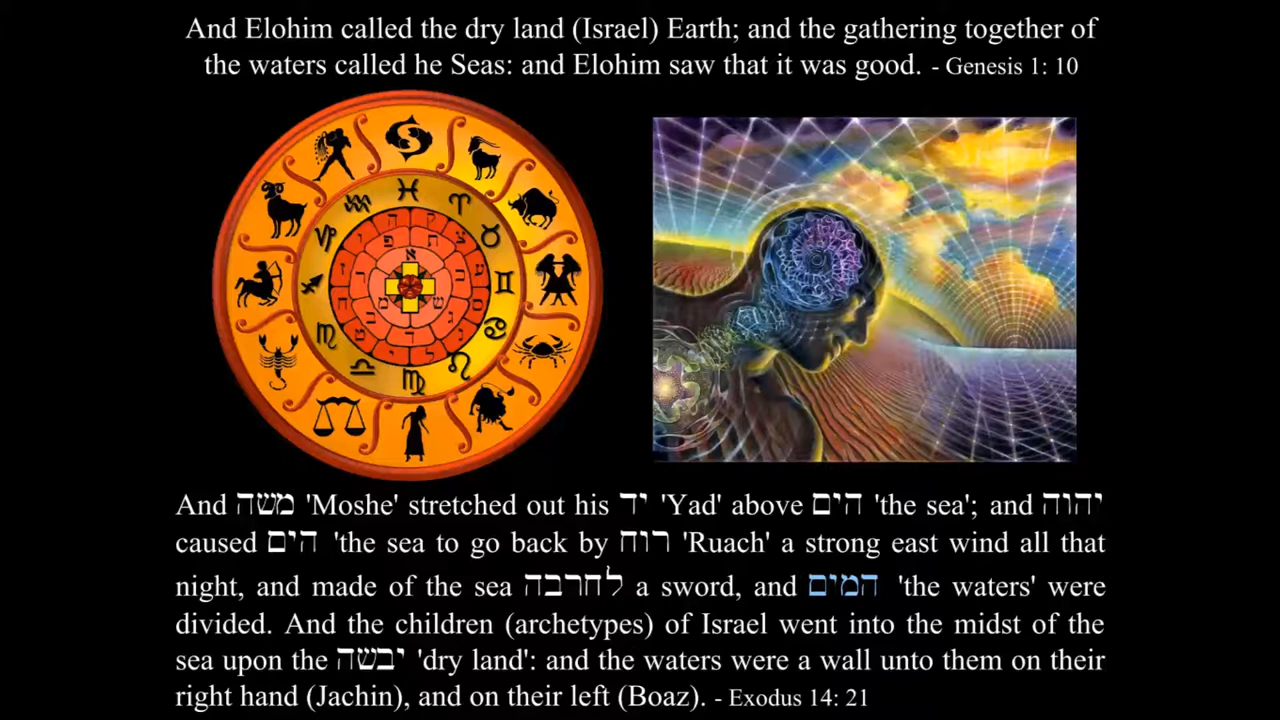 And Elohim called the dry land (Israel) Earth; and the gathering together of
the waters called he Seas: and Elohim saw that it was good. - Genesis 1: 10
And משה 'Moshe' stretched out his יד 'Yad' above הים 'the sea'; and יהוה
caused הים 'the sea to go back by רוח 'Ruach' a strong east wind all that
night, and made of the sea לחרבה a sword, and המים 'the waters' were
divided. And the children (archetypes) of Israel went into the midst of the
sea upon the יבשה 'dry land': and the waters were a wall unto them on their
right hand (Jachin), and on their left (Boaz). - Exodus 14: 21